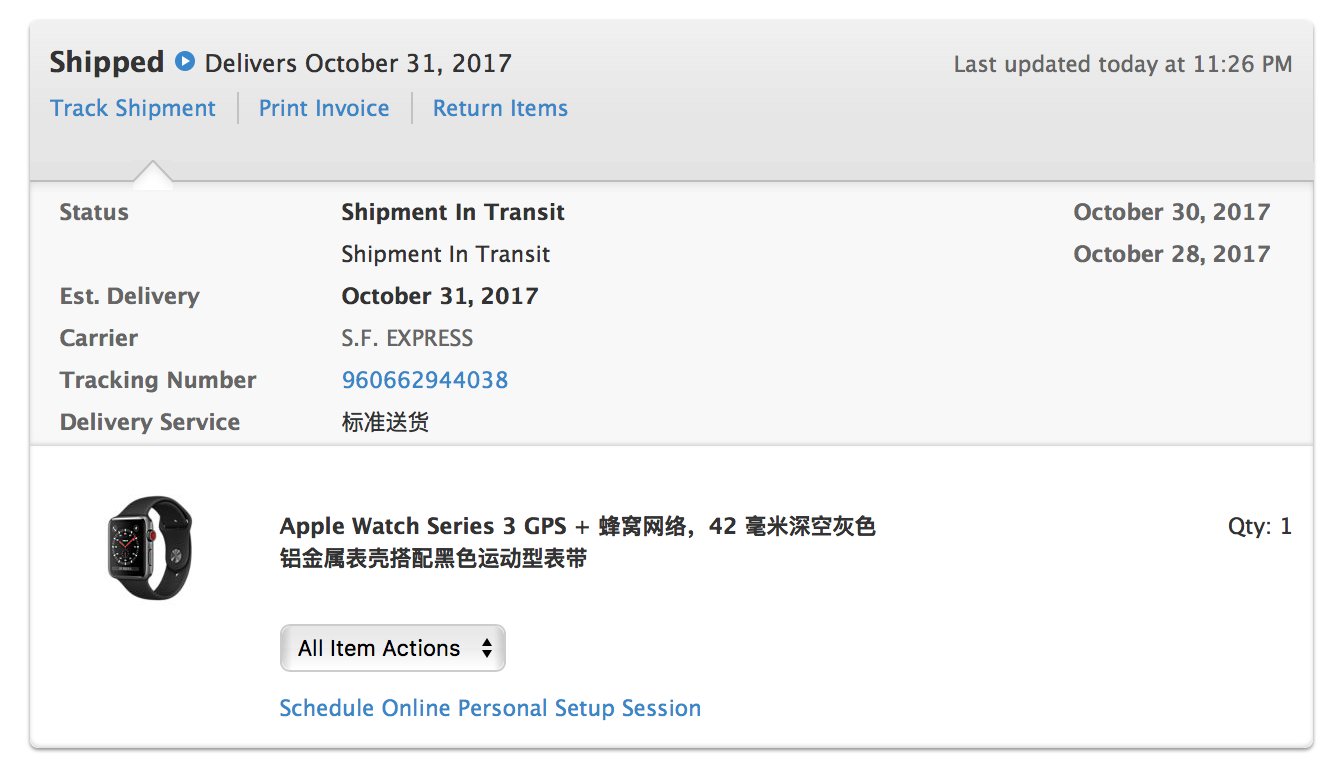 Shipped Delivers October 31, 2017 Last updated today at 11:26 PM
Track Shipment Print Invoice Return Items
Status Shipment In Transit October 30, 2017
Shipment In Transit October 28, 2017
Est. Delivery October 31, 2017
Carrier S.F. EXPRESS
Tracking Number 960662944038
Delivery Service 标准送货
Apple Watch Series 3 GPS + 蜂窝网络，42 毫米深空灰色 Qty: 1
铝金属表壳搭配黑色运动型表带
All Item Actions
Schedule Online Personal Setup Session